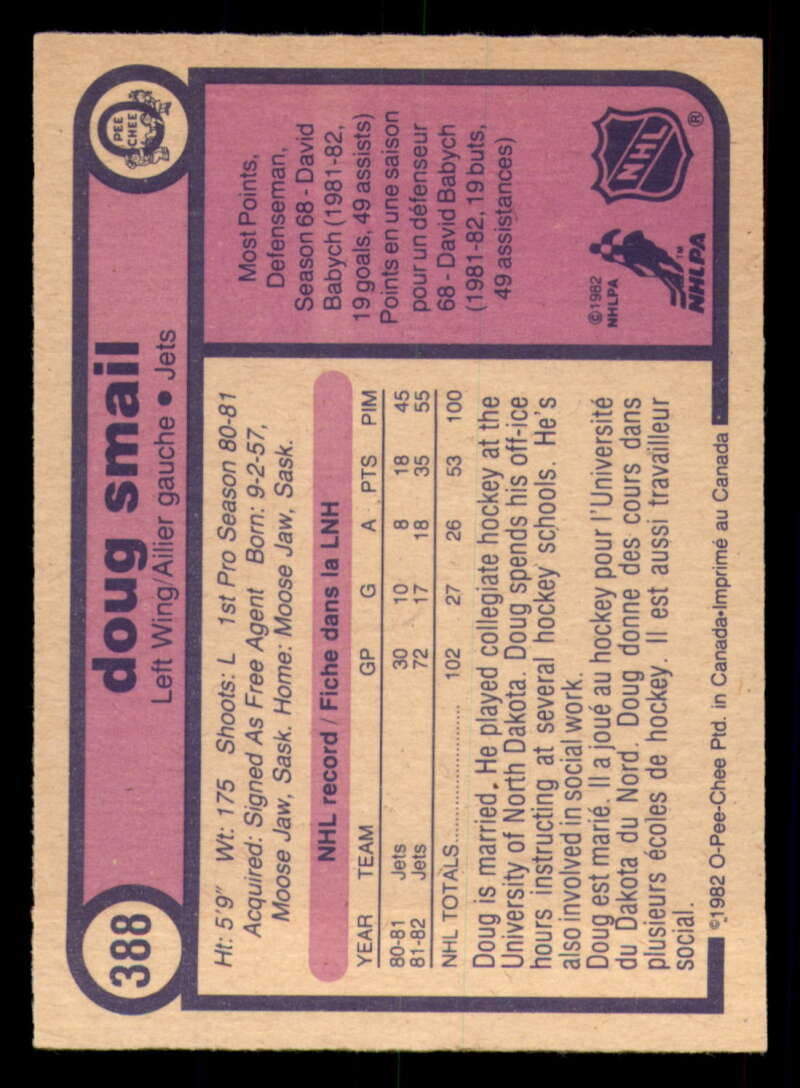 388
doug smail
Left Wing/Ailier gauche • Jets
O
PEE
CHEE
Ht: 5'9" Wt: 175 Shoots: L 1st Pro Season 80-81
Acquired: Signed As Free Agent Born: 9-2-57,
Moose Jaw, Sask. Home: Moose Jaw, Sask.
NHL record / Fiche dans la LNH
YEAR TEAM GP G A PTS PIM
80-81 Jets 30 10 8 18 45
81-82 Jets 72 17 18 35 55
NHL TOTALS.......... 102 27 26 53 100
Doug is married. He played collegiate hockey at the
University of North Dakota. Doug spends his off-ice
hours instructing at several hockey schools. He's
also involved in social work.
Doug est marié. Il a joué au hockey pour l'Université
du Dakota du Nord. Doug donne des cours dans
plusieurs écoles de hockey. Il est aussi travailleur
social.
Most Points,
Defenseman,
Season 68 - David
Babych (1981-82,
19 goals, 49 assists)
Points en une saison
pour un défenseur
68 - David Babych
(1981-82, 19 buts,
49 assistances)
©1982
NHLPA
NHLPA™
NHL
®
©1982 O-Pee-Chee Ptd. in Canada•Imprimé au Canada